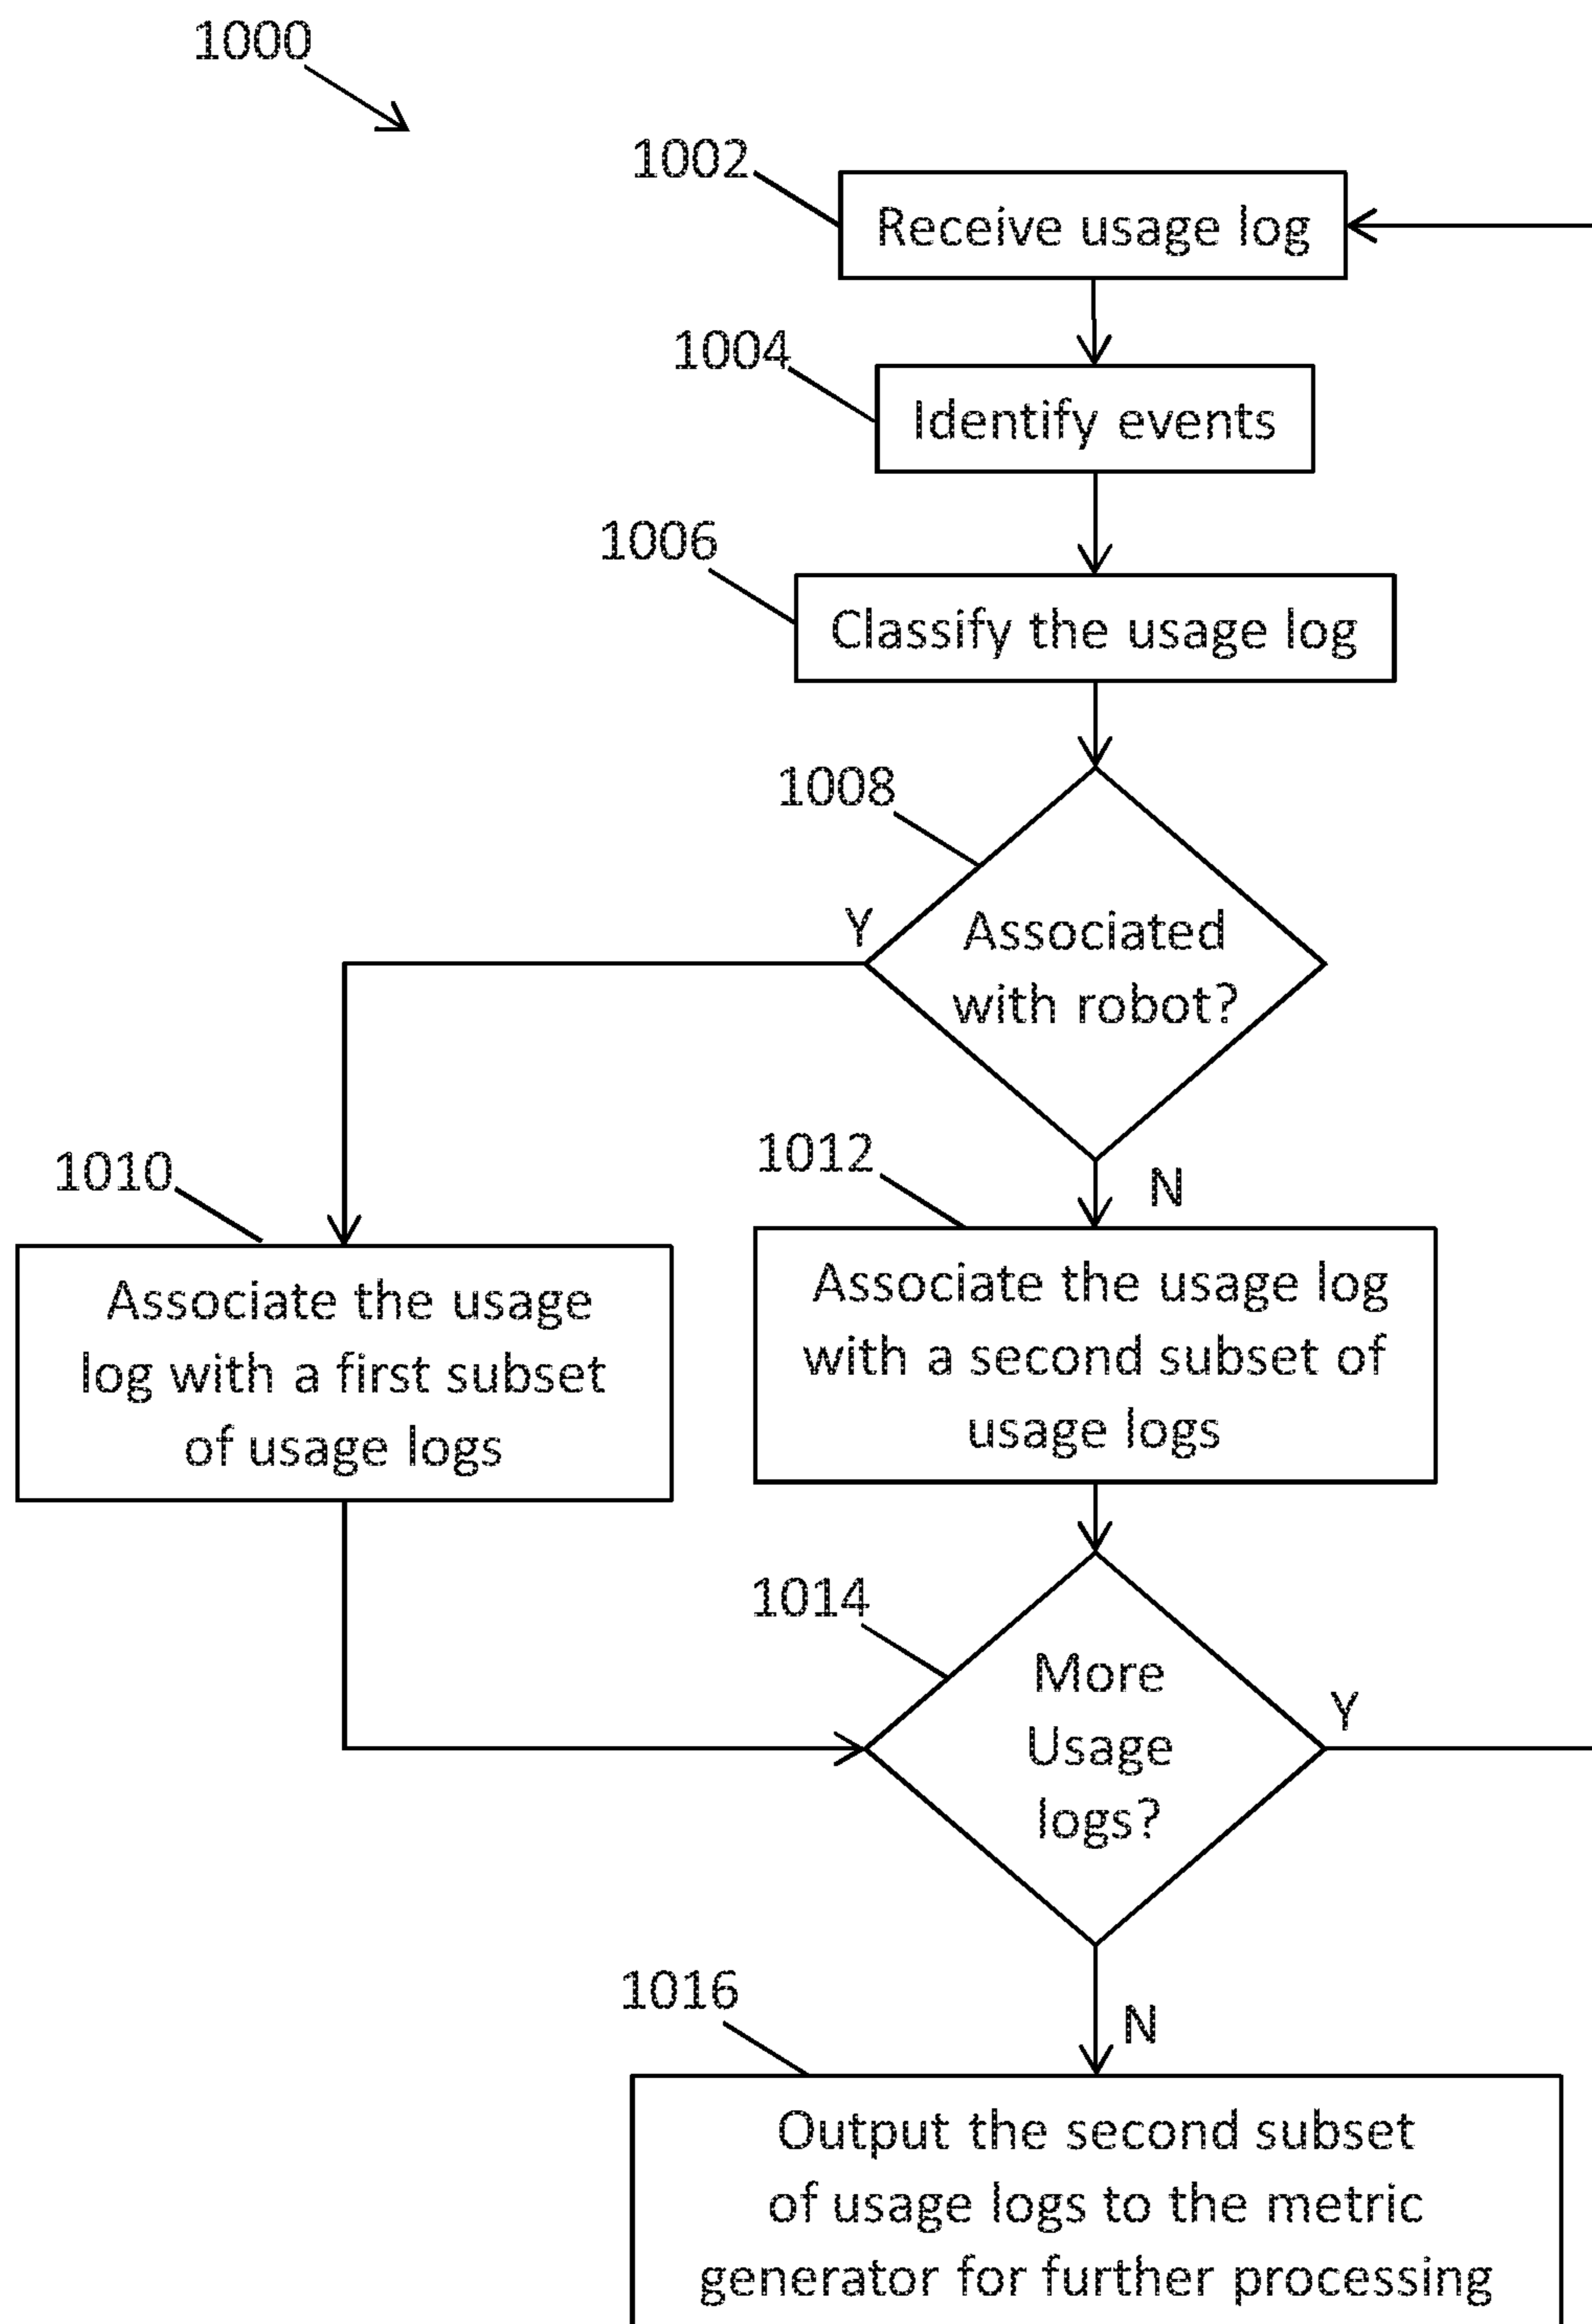 1000
1002
Receive usage log
1004
Identify events
1006
Classify the usage log
1008
Y
Associated
with robot?
1010
1012
N
Associate the usage
log with a first subset
of usage logs
Associate the usage log
with a second subset of
usage logs
1014
More
Usage
logs?
Y
1016
N
Output the second subset
of usage logs to the metric
generator for further processing